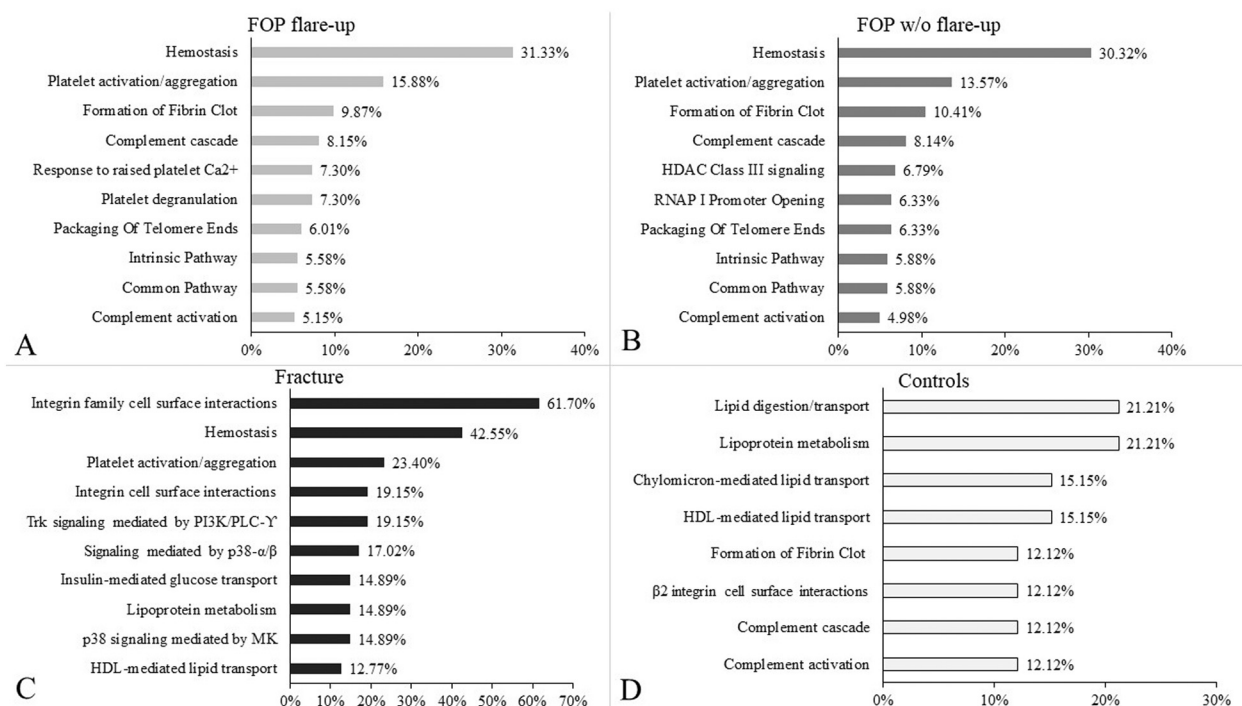 FOP flare-up
Hemostasis 31.33%
Platelet activation/aggregation 15.88%
Formation of Fibrin Clot 9.87%
Complement cascade 8.15%
Response to raised platelet Ca2+ 7.30%
Platelet degranulation 7.30%
Packaging Of Telomere Ends 6.01%
Intrinsic Pathway 5.58%
Common Pathway 5.58%
Complement activation 5.15%
0% 10% 20% 30% 40%
A
FOP w/o flare-up
Hemostasis 30.32%
Platelet activation/aggregation 13.57%
Formation of Fibrin Clot 10.41%
Complement cascade 8.14%
HDAC Class III signaling 6.79%
RNAP I Promoter Opening 6.33%
Packaging Of Telomere Ends 6.33%
Intrinsic Pathway 5.88%
Common Pathway 5.88%
Complement activation 4.98%
0% 10% 20% 30% 40%
B
Fracture
Integrin family cell surface interactions 61.70%
Hemostasis 42.55%
Platelet activation/aggregation 23.40%
Integrin cell surface interactions 19.15%
Trk signaling mediated by PI3K/PLC-ϒ 19.15%
Signaling mediated by p38-α/β 17.02%
Insulin-mediated glucose transport 14.89%
Lipoprotein metabolism 14.89%
p38 signaling mediated by MK 14.89%
HDL-mediated lipid transport 12.77%
0% 10% 20% 30% 40% 50% 60% 70%
C
Controls
Lipid digestion/transport 21.21%
Lipoprotein metabolism 21.21%
Chylomicron-mediated lipid transport 15.15%
HDL-mediated lipid transport 15.15%
Formation of Fibrin Clot 12.12%
β2 integrin cell surface interactions 12.12%
Complement cascade 12.12%
Complement activation 12.12%
0% 10% 20% 30%
D